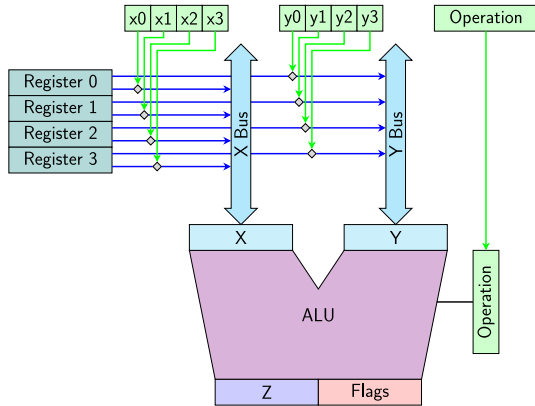 x0 x1 x2 x3 y0 y1 y2 y3 Operation
Register 0
Register 1
Register 2
Register 3
X Bus
Y Bus
X Y
Operation
ALU
Z Flags